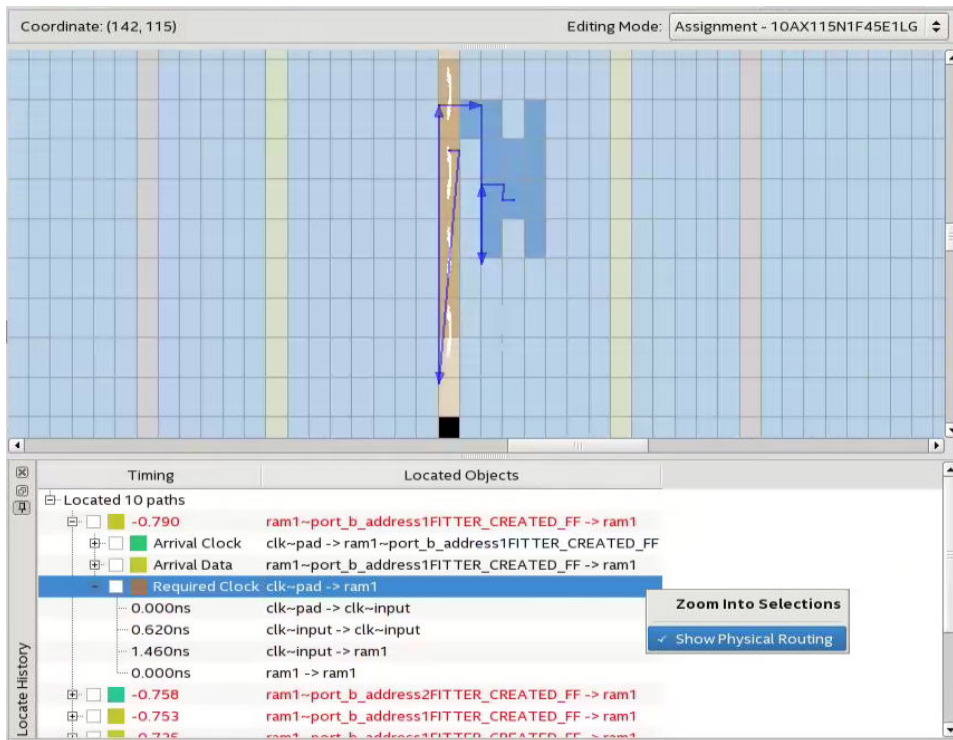 Coordinate: (142, 115) Editing Mode: Assignment - 10AX115N1F45E1LG
Timing Located Objects
Located 10 paths
-0.790 ram1~port_b_address1FITTER_CREATED_FF -> ram1
Arrival Clock clk~pad -> ram1~port_b_address1FITTER_CREATED_FF
Arrival Data ram1~port_b_address1FITTER_CREATED_FF -> ram1
Required Clock clk~pad -> ram1
Zoom Into Selections
Show Physical Routing
0.000ns clk~pad -> clk~input
0.620ns clk~input -> clk~input
1.460ns clk~input -> ram1
0.000ns ram1 -> ram1
-0.758 ram1~port_b_address2FITTER_CREATED_FF -> ram1
-0.753 ram1~port_b_address1FITTER_CREATED_FF -> ram1
Locate History